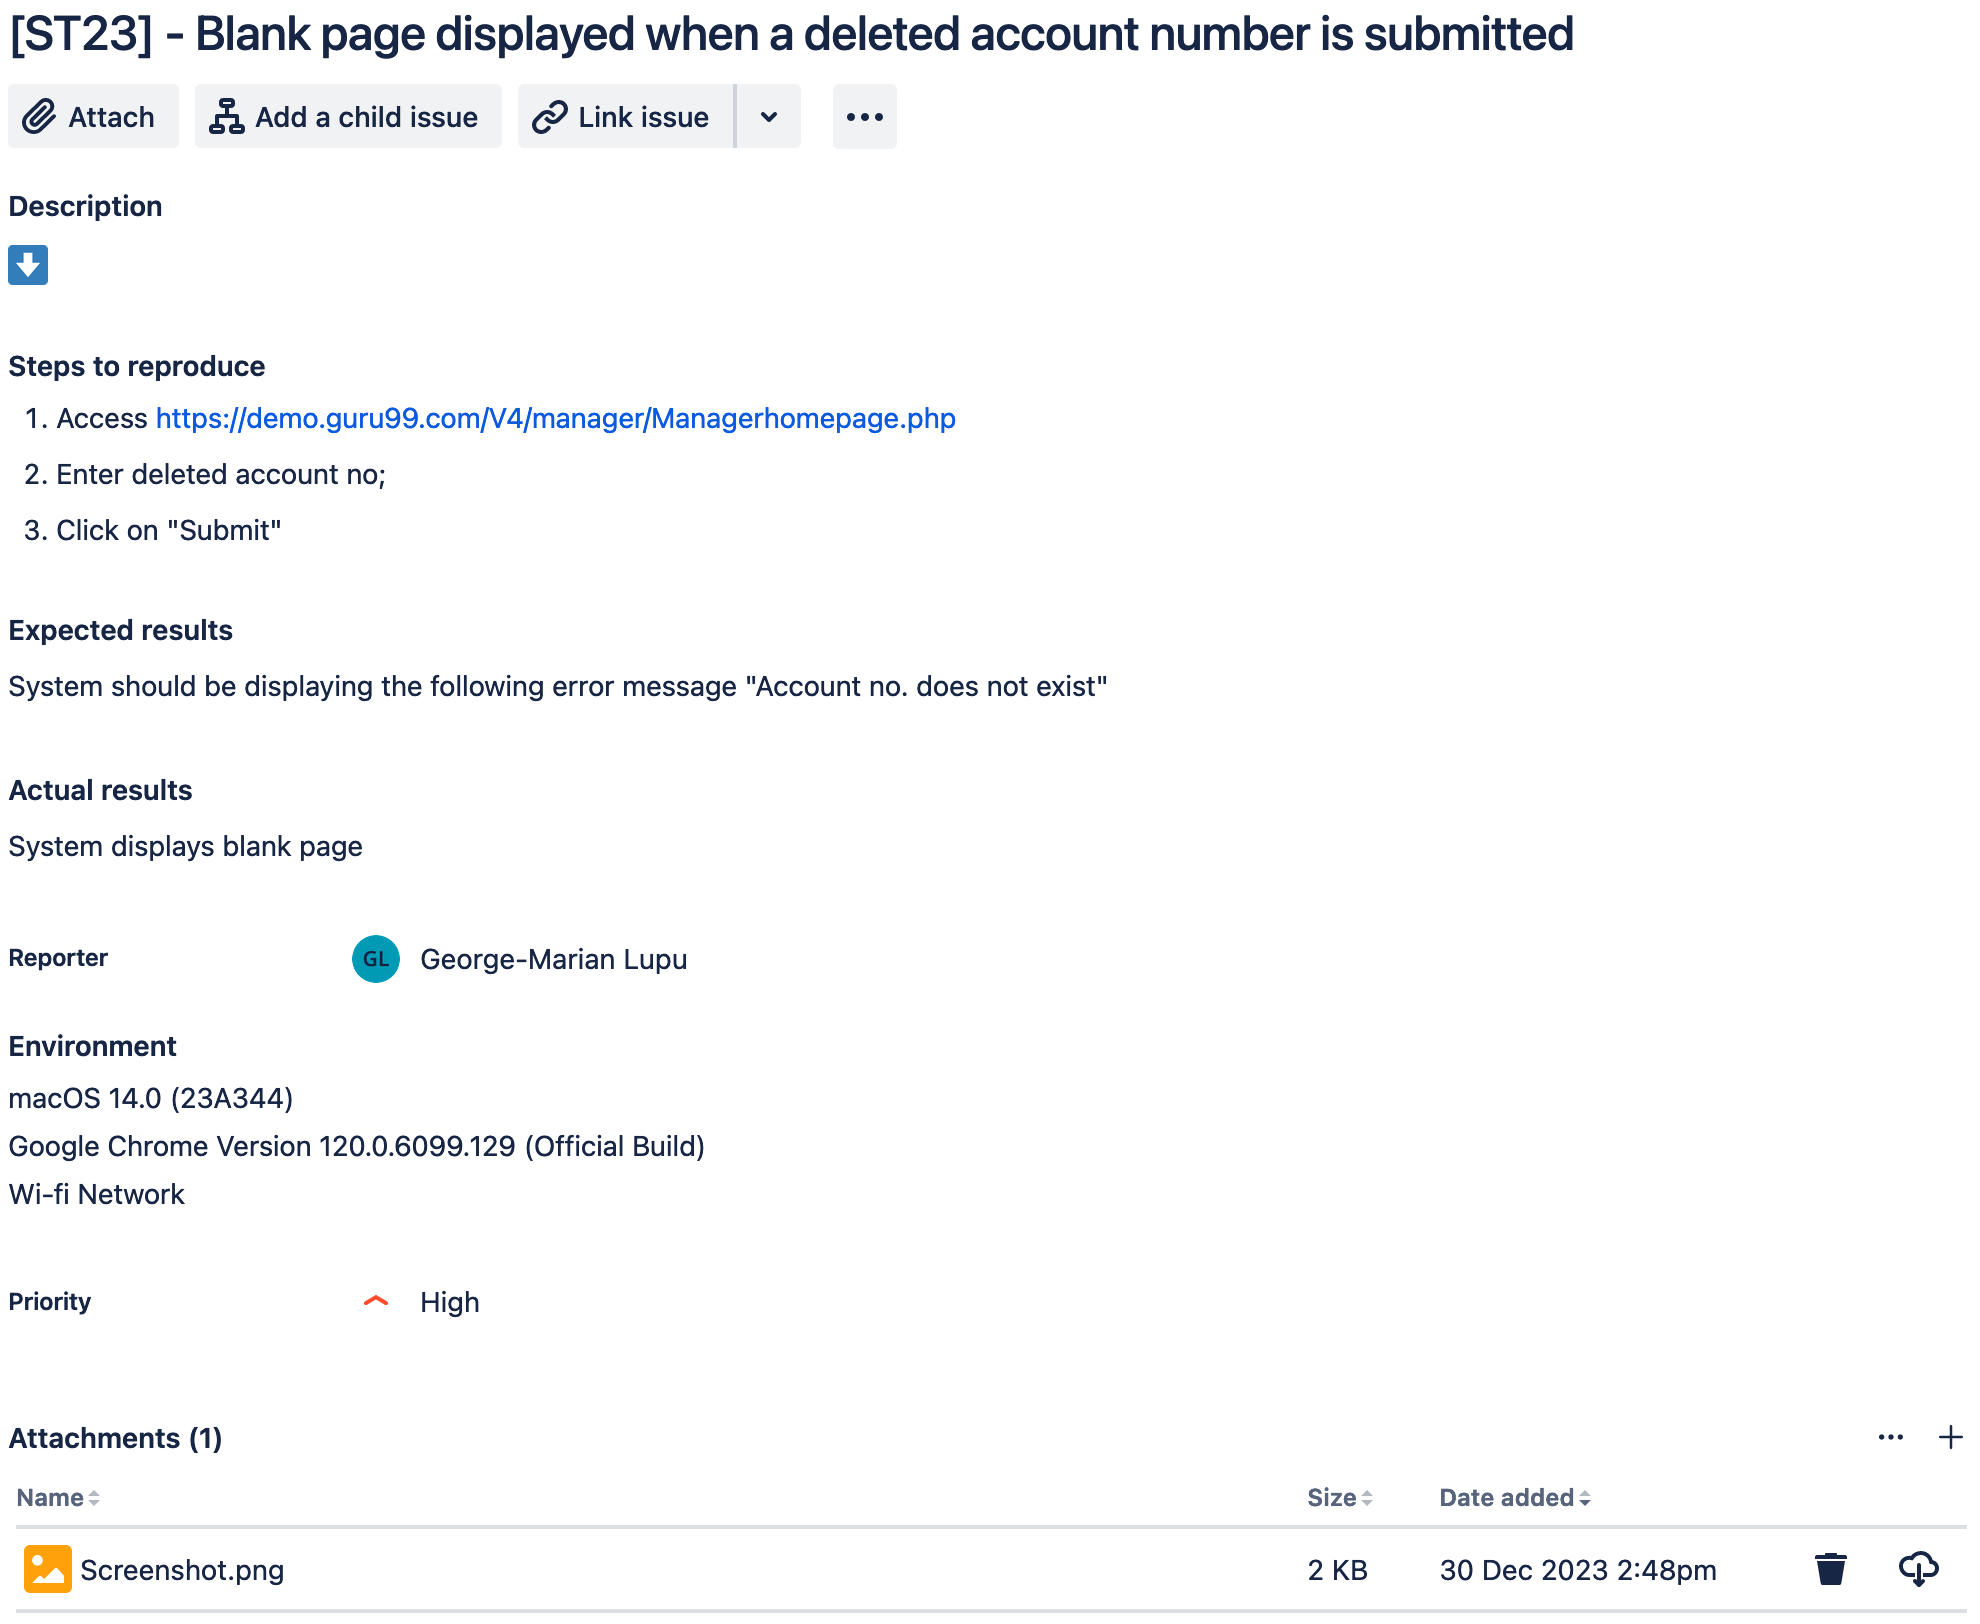 [ST23] - Blank page displayed when a deleted account number is submitted
Attach Add a child issue Link issue
Description
Steps to reproduce
1. Access https://demo.guru99.com/V4/manager/Managerhomepage.php
2. Enter deleted account no;
3. Click on "Submit"
Expected results
System should be displaying the following error message "Account no. does not exist"
Actual results
System displays blank page
Reporter GL George-Marian Lupu
Environment
macOS 14.0 (23A344)
Google Chrome Version 120.0.6099.129 (Official Build)
Wi-fi Network
Priority High
Attachments (1)
Name Size Date added
Screenshot.png 2 KB 30 Dec 2023 2:48pm